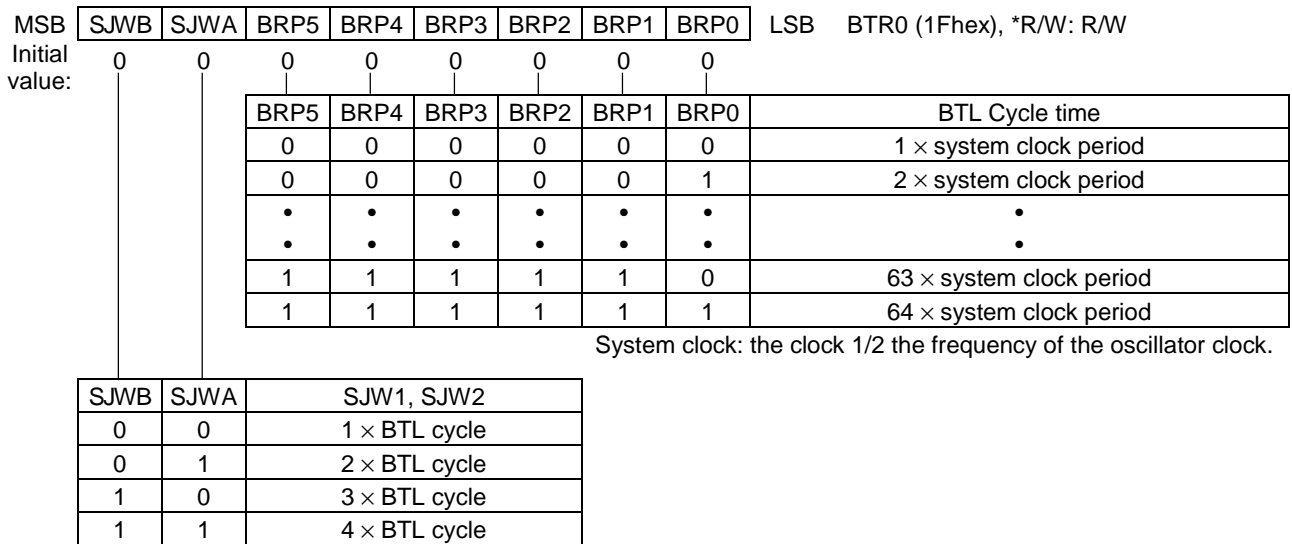 MSB SJWB SJWA BRP5 BRP4 BRP3 BRP2 BRP1 BRP0 LSB BTR0 (1Fhex), *R/W: R/W
Initial value: 0 0 0 0 0 0 0 0
BRP5 BRP4 BRP3 BRP2 BRP1 BRP0 BTL Cycle time
0 0 0 0 0 0 1 × system clock period
0 0 0 0 0 1 2 × system clock period
• • • • • • •
• • • • • • •
1 1 1 1 1 0 63 × system clock period
1 1 1 1 1 1 64 × system clock period
System clock: the clock 1/2 the frequency of the oscillator clock.
SJWB SJWA SJW1, SJW2
0 0 1 × BTL cycle
0 1 2 × BTL cycle
1 0 3 × BTL cycle
1 1 4 × BTL cycle